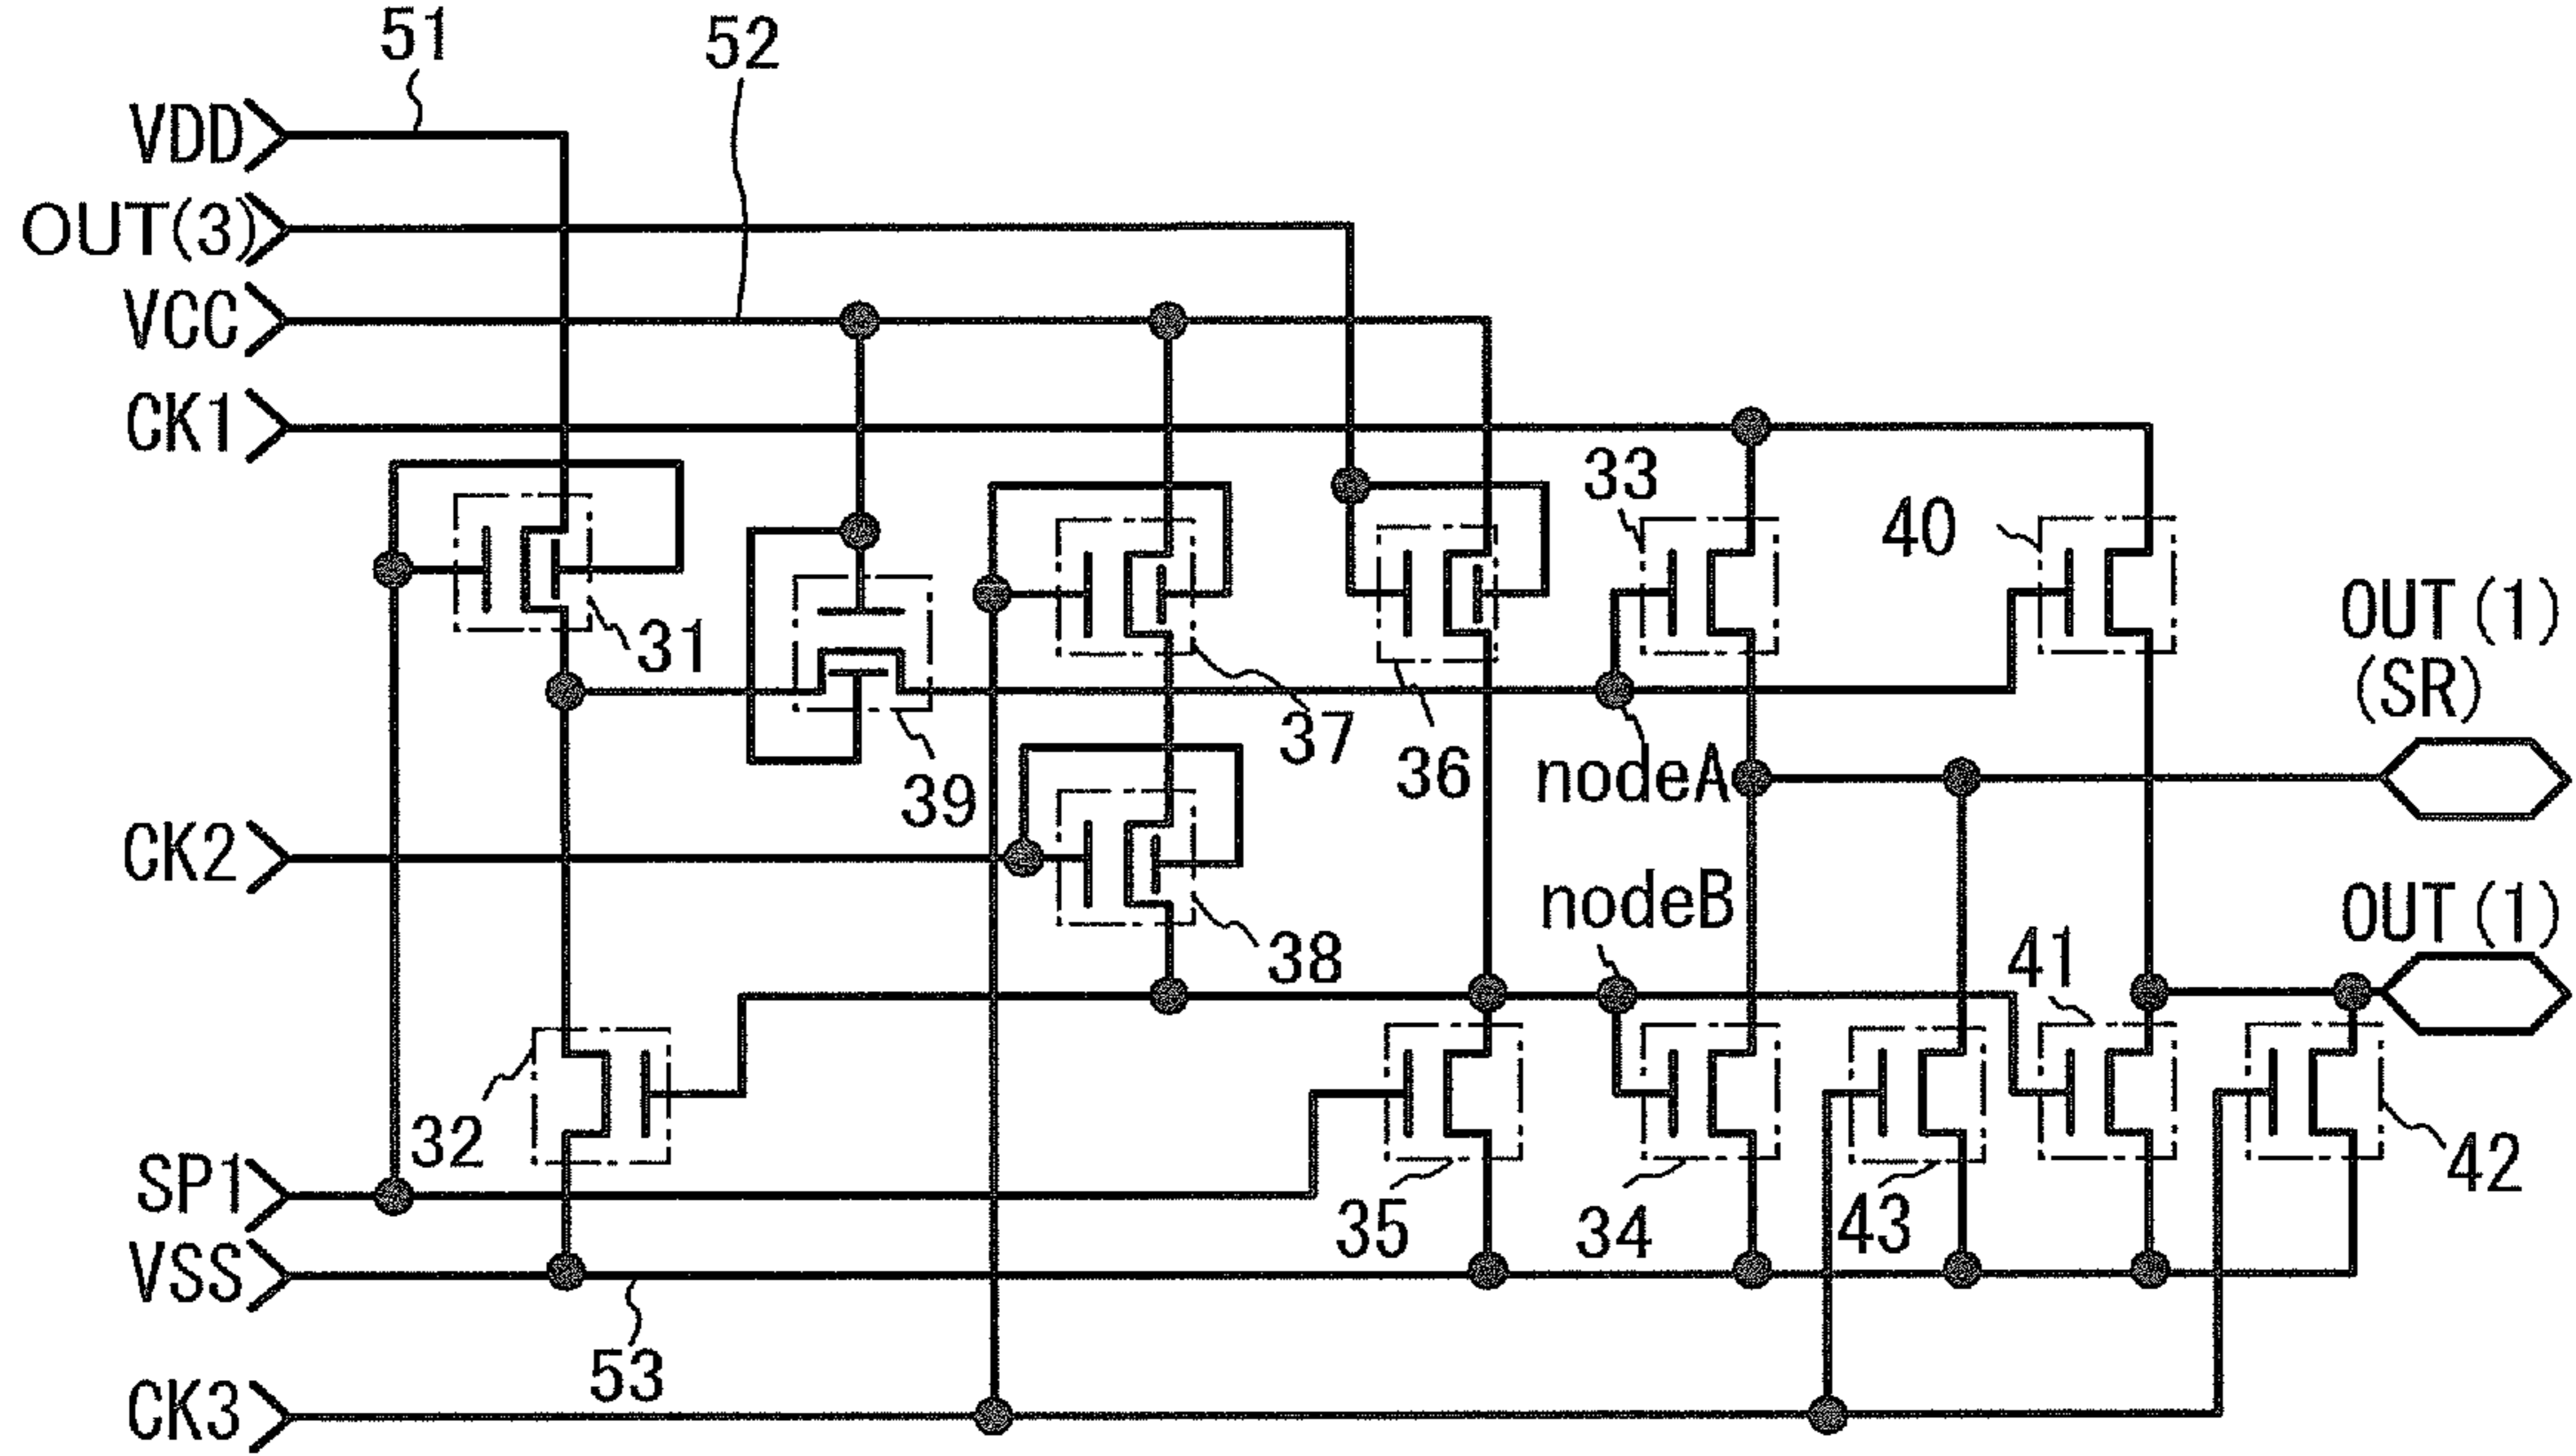 51
52
VDD
OUT(3)
VCC
CK1
33
40
31
OUT (1)
(SR)
37
36
nodeA
39
CK2
nodeB
38
41
OUT (1)
32
SP1
35
34
43
42
VSS
53
CK3